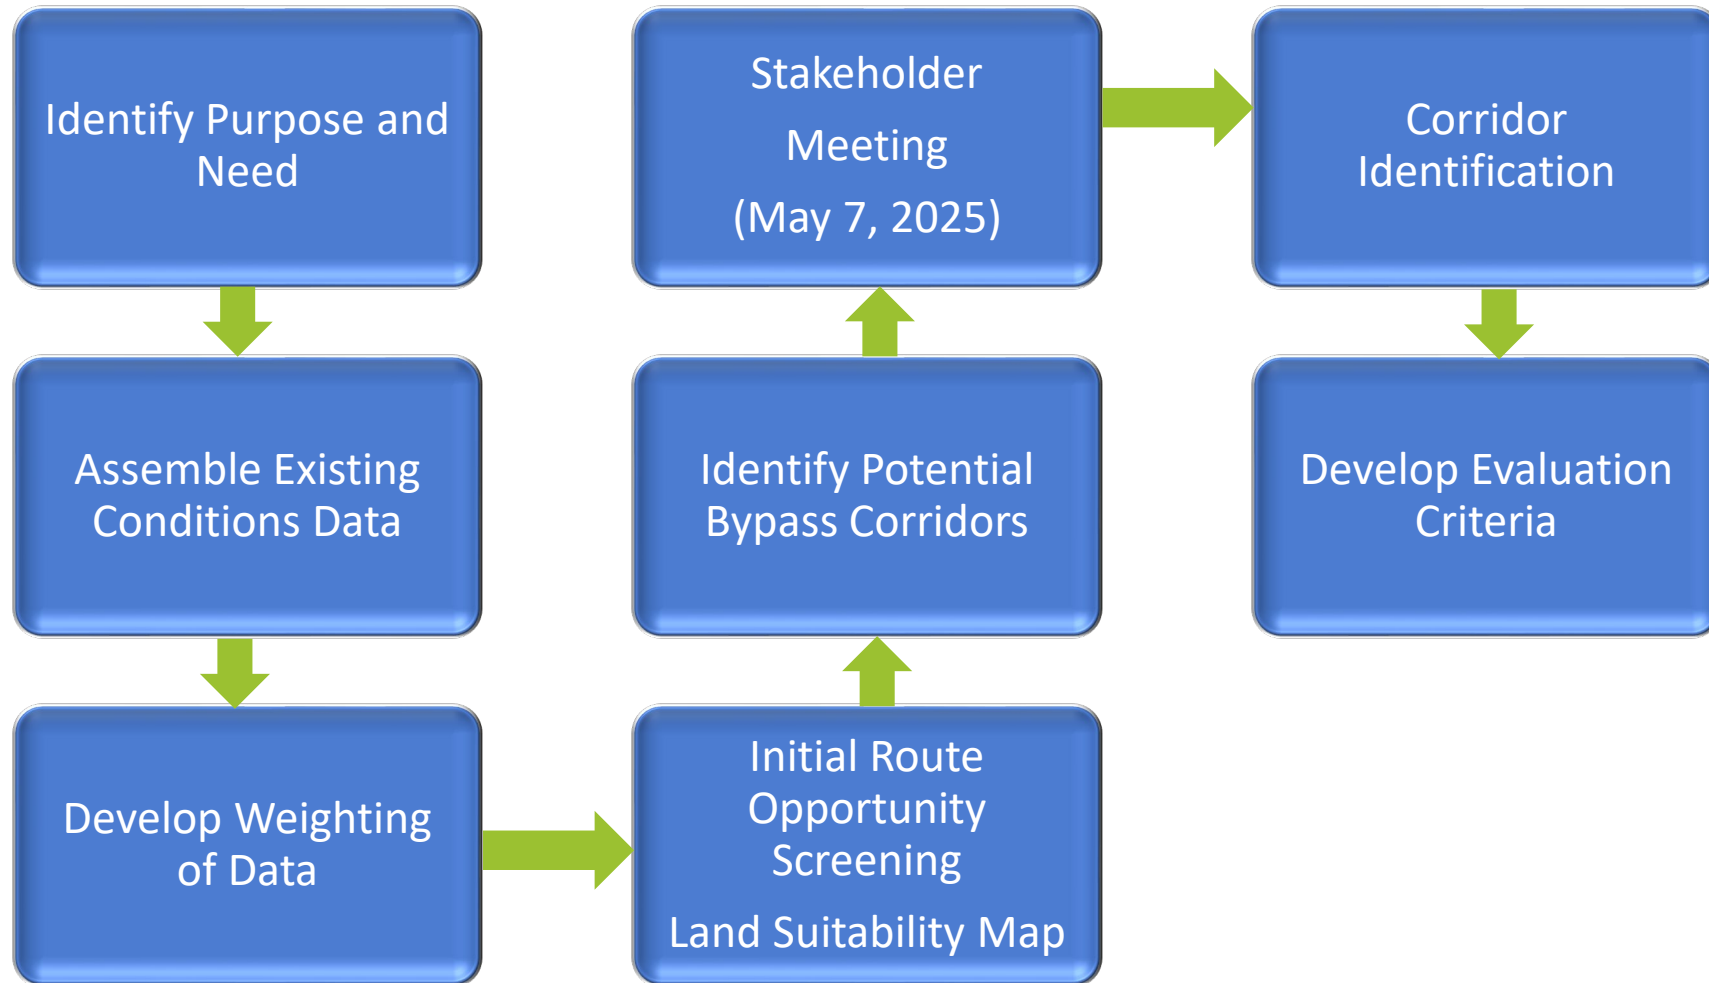 Identify Purpose and
Need
Assemble Existing
Conditions Data
Develop Weighting
of Data
Initial Route
Opportunity
Screening
Land Suitability Map
Identify Potential
Bypass Corridors
Stakeholder
Meeting
(May 7, 2025)
Corridor
Identification
Develop Evaluation
Criteria